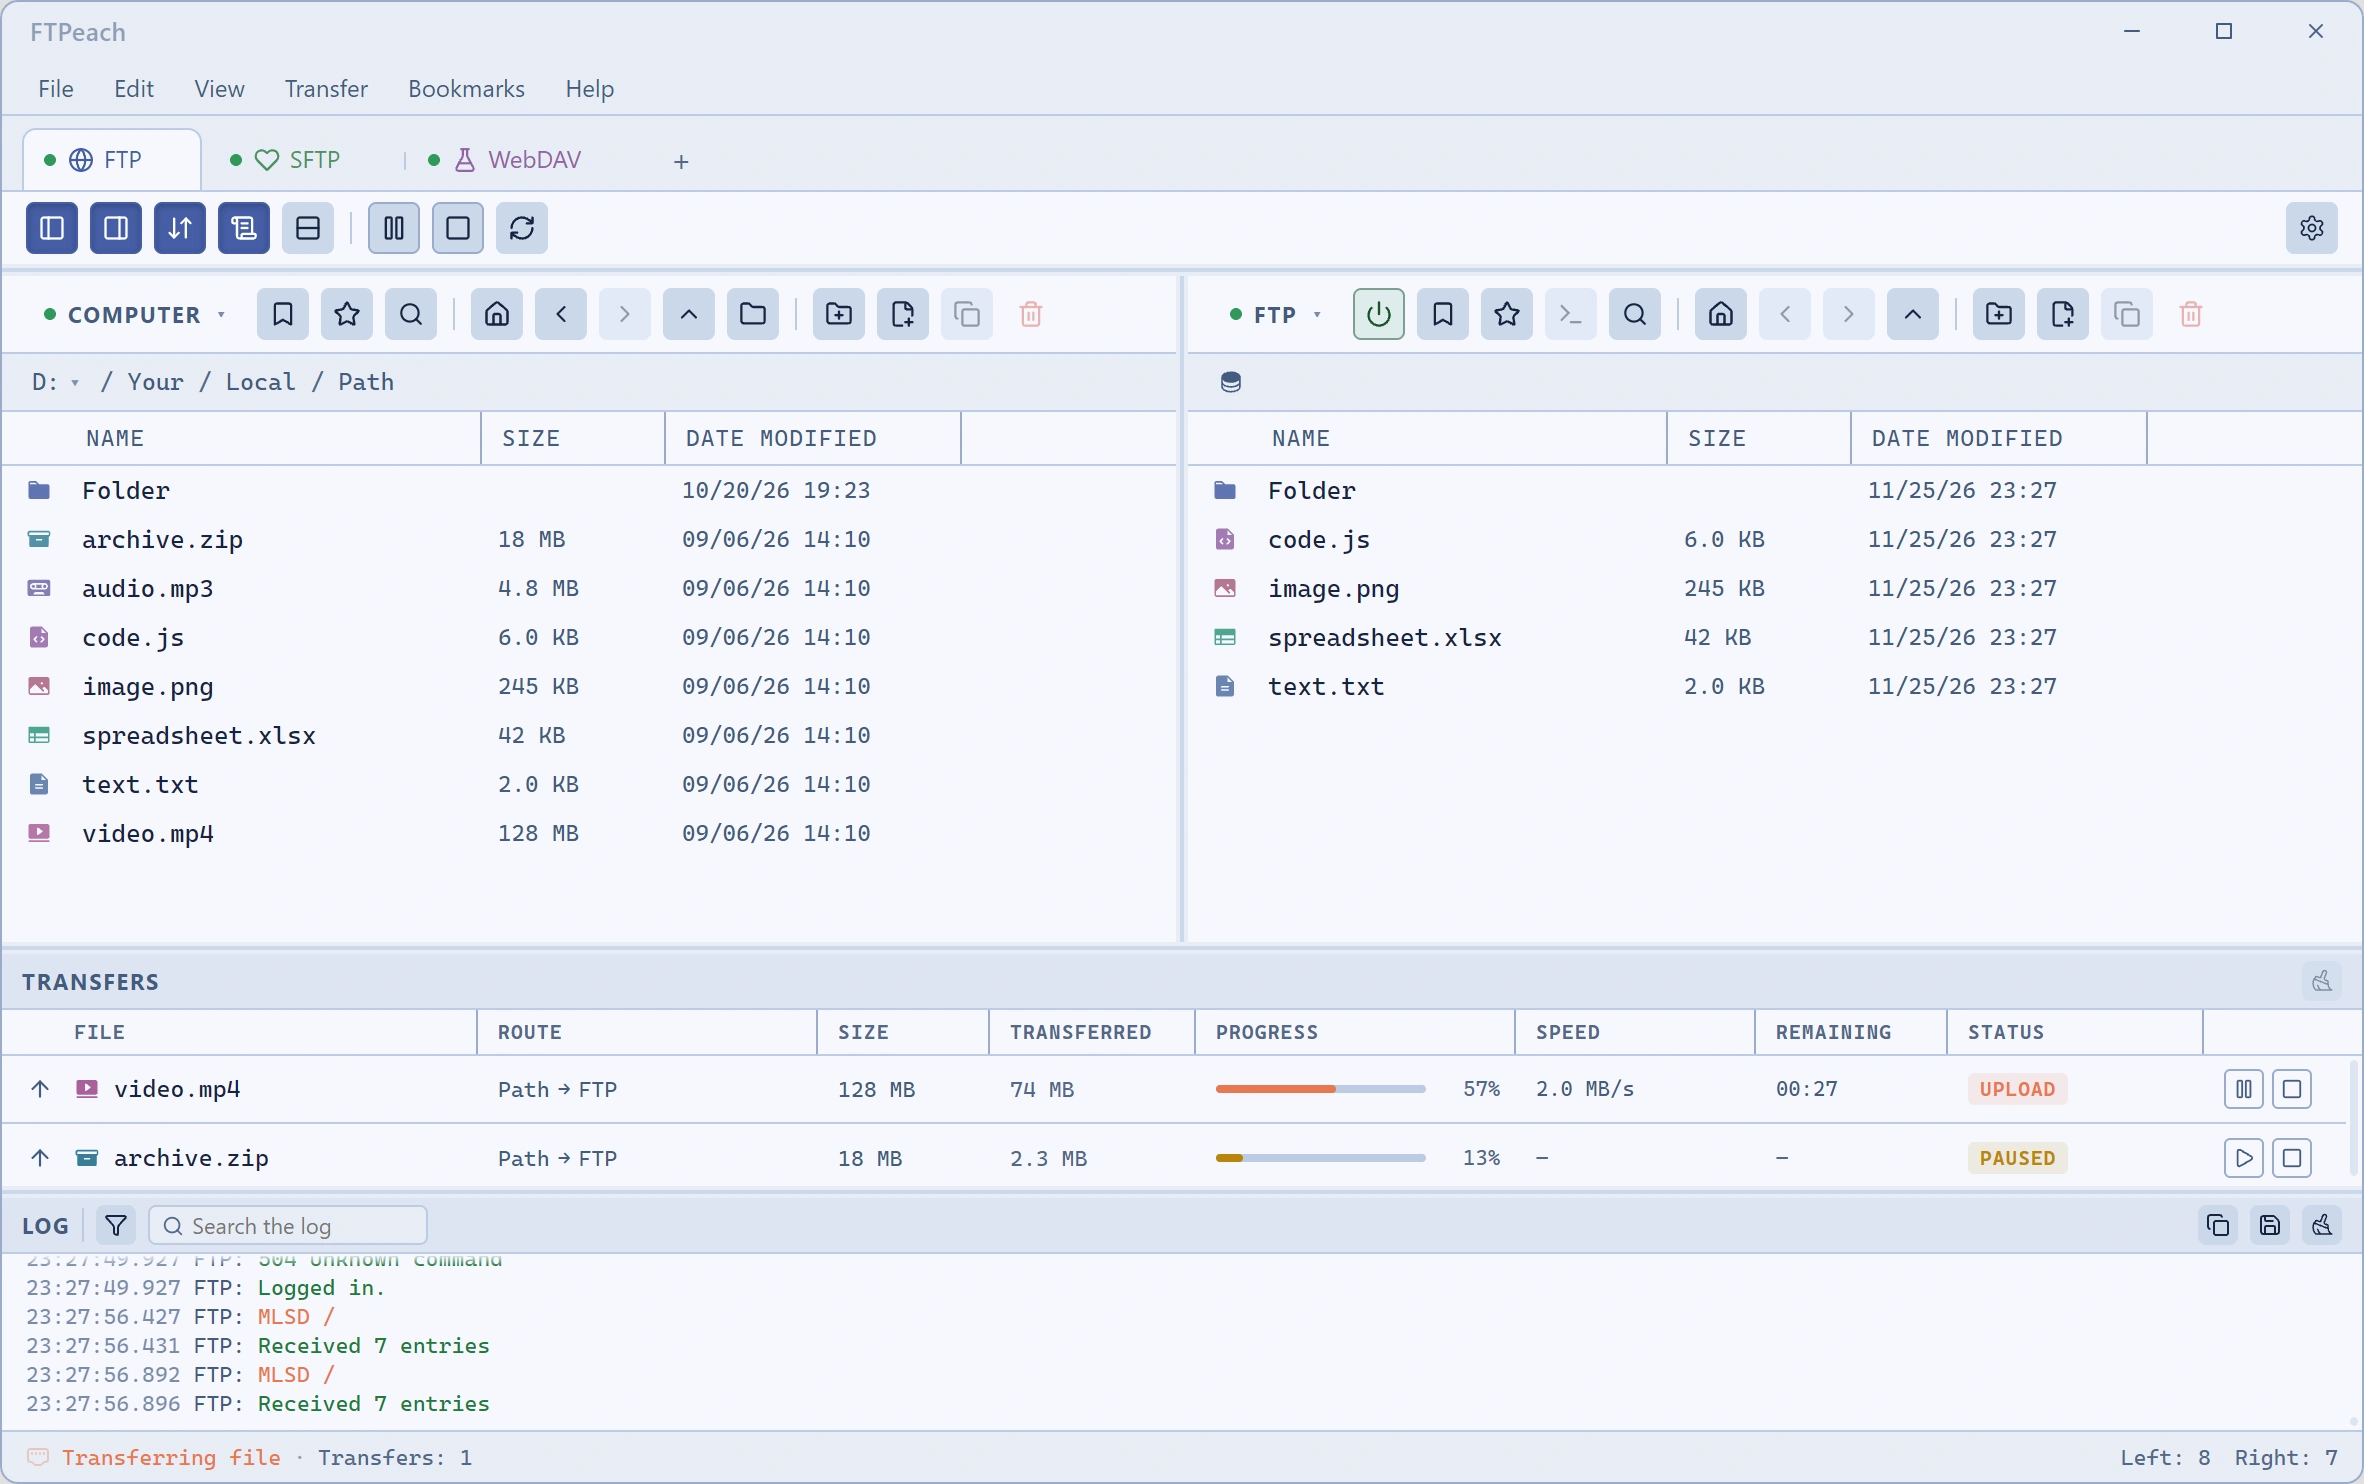 FTPeach
File Edit View Transfer Bookmarks Help
FTP SFTP WebDAV +
COMPUTER
D: / Your / Local / Path
NAME SIZE DATE MODIFIED
Folder 10/20/26 19:23
archive.zip 18 MB 09/06/26 14:10
audio.mp3 4.8 MB 09/06/26 14:10
code.js 6.0 KB 09/06/26 14:10
image.png 245 KB 09/06/26 14:10
spreadsheet.xlsx 42 KB 09/06/26 14:10
text.txt 2.0 KB 09/06/26 14:10
video.mp4 128 MB 09/06/26 14:10
FTP
NAME SIZE DATE MODIFIED
Folder 11/25/26 23:27
code.js 6.0 KB 11/25/26 23:27
image.png 245 KB 11/25/26 23:27
spreadsheet.xlsx 42 KB 11/25/26 23:27
text.txt 2.0 KB 11/25/26 23:27
TRANSFERS
FILE ROUTE SIZE TRANSFERRED PROGRESS SPEED REMAINING STATUS
video.mp4 Path → FTP 128 MB 74 MB 57% 2.0 MB/s 00:27 UPLOAD
archive.zip Path → FTP 18 MB 2.3 MB 13% — — PAUSED
LOG Search the log
23:27:49.927 FTP: 504 Unknown command
23:27:49.927 FTP: Logged in.
23:27:56.427 FTP: MLSD /
23:27:56.431 FTP: Received 7 entries
23:27:56.892 FTP: MLSD /
23:27:56.896 FTP: Received 7 entries
Transferring file · Transfers: 1 Left: 8 Right: 7